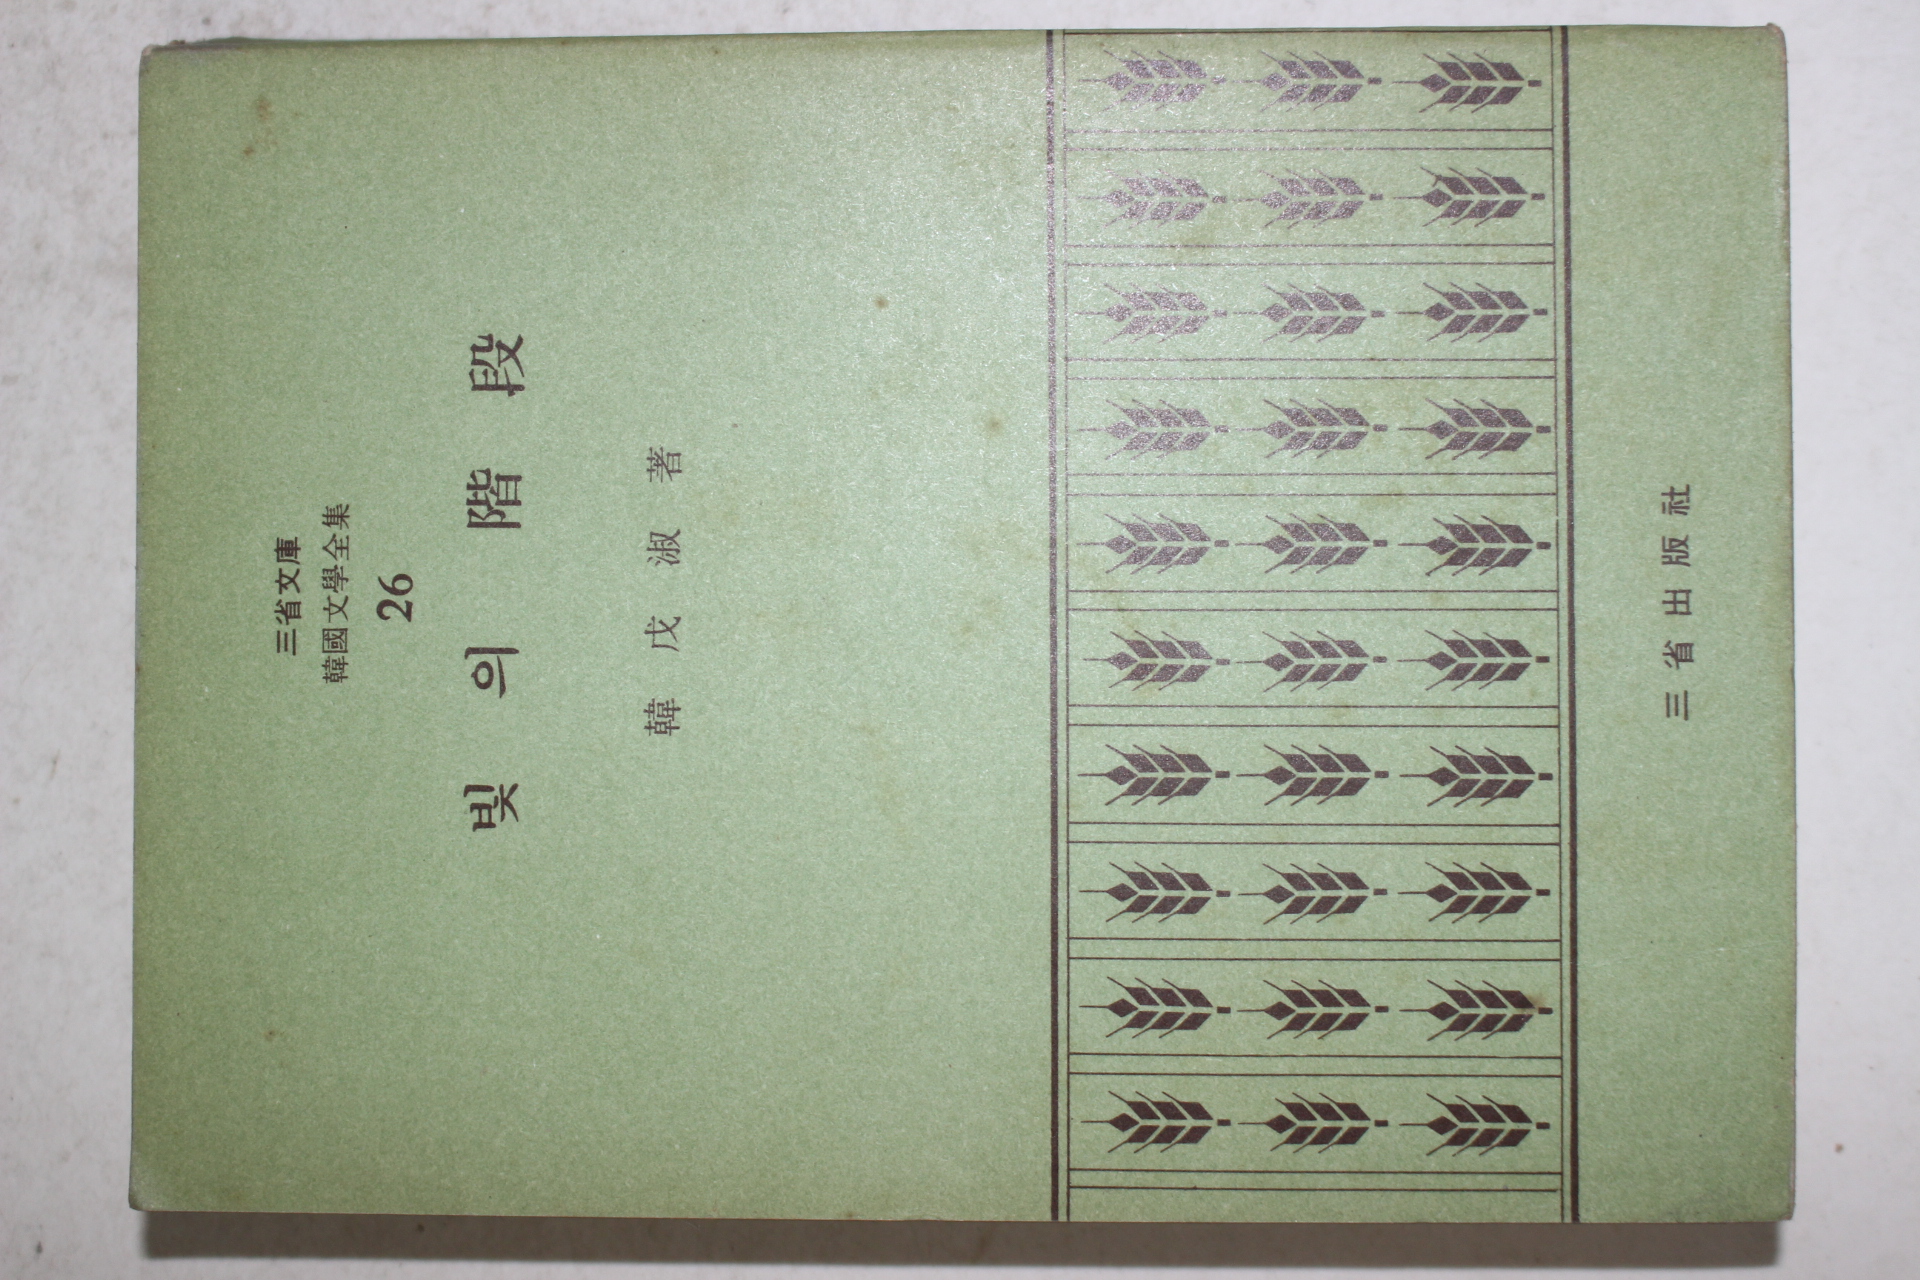 三省文庫
韓國文學全集
26
빛의 階段
韓戊淑 著
三省出版社